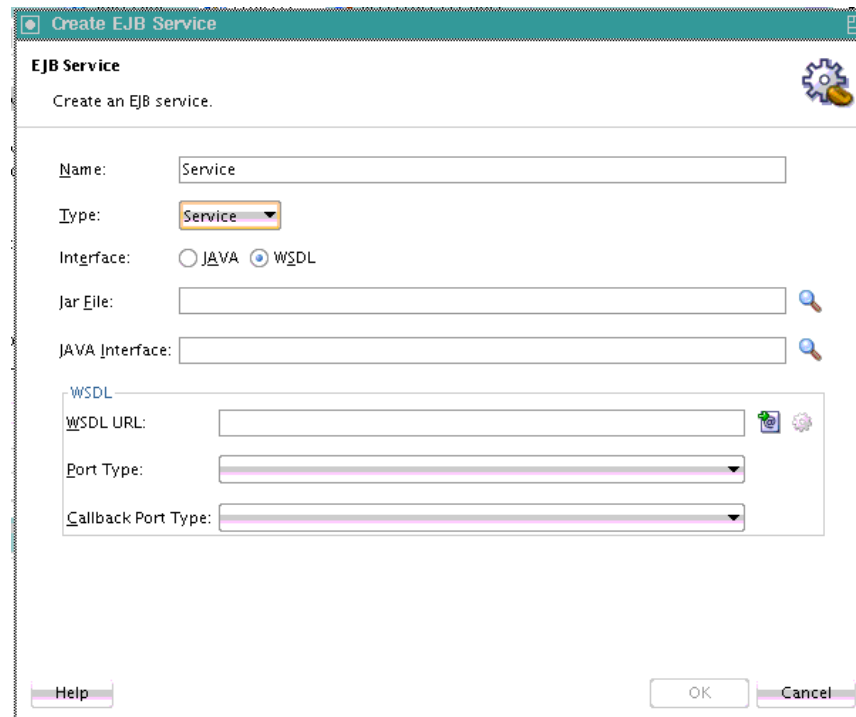 Create EJB Service
EJB Service
Create an EJB service.
Name: Service
Type: Service
Interface: JAVA WSDL
Jar File:
JAVA Interface:
WSDL
WSDL URL:
Port Type:
Callback Port Type:
Help OK Cancel